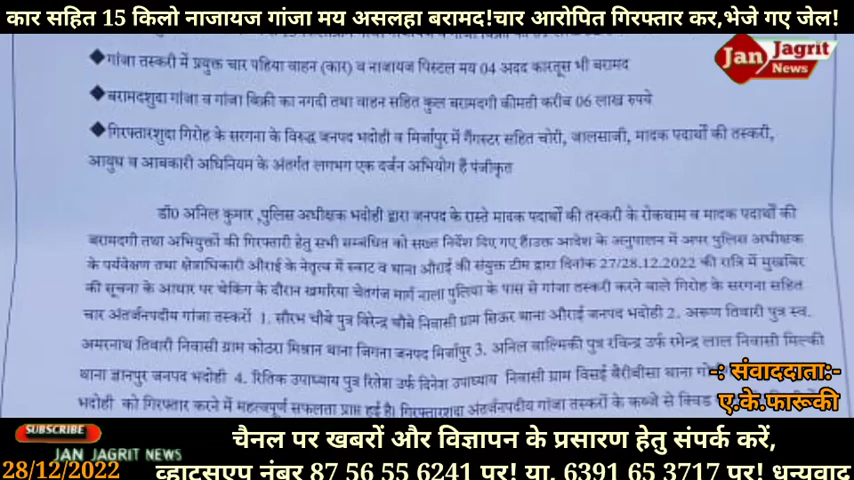 कार सहित 15 किलो नाजायज गांजा मय असलहा बरामद!चार आरोपित गिरफ्तार कर,भेजे गए जेल!
Jan Jagrit
News
◆गांजा तस्करी में प्रयुक्त चार पहिया वाहन (कार) व नाजायज पिस्टल मय 04 अदद कारतूस भी बरामद
◆बरामदशुदा गांजा व गांजा बिक्री का नगदी तथा वाहन सहित कुल बरामदगी कीमती करीब 06 लाख रुपये
◆गिरफ्तारशुदा गिरोह के सरगना के विरुद्ध जनपद भदोही व मिर्जापुर में गैंगस्टर सहित चोरी, जालसाजी, मादक पदार्थों की तस्करी,
आयुध व आबकारी अधिनियम के अंतर्गत लगभग एक दर्जन अभियोग हैं पंजीकृत
डॉ0 अनिल कुमार ,पुलिस अधीक्षक भदोही द्वारा जनपद के रास्ते मादक पदार्थों की तस्करी के रोकथाम व मादक पदार्थों की
बरामदगी तथा अभियुक्तों की गिरफ्तारी हेतु सभी सम्बंधित को सख्त निर्देश दिए गए हैं।उक्त आदेश के अनुपालन में अपर पुलिस अधीक्षक
के पर्यवेक्षण तथा क्षेत्राधिकारी औराई के नेतृत्व में स्वाट व थाना औराई की संयुक्त टीम द्वारा दिनांक 27/28.12.2022 की रात्रि में मुखबिर
की सूचना के आधार पर चेकिंग के दौरान खमरिया चेतगंज मार्ग नाला पुलिया के पास से गांजा तस्करी करने वाले गिरोह के सरगना सहित
चार अंतर्जनपदीय गांजा तस्करों 1. सौरभ चौबे पुत्र विरेन्द्र चौबे निवासी ग्राम सिऊर थाना औराई जनपद भदोही 2. अरूण तिवारी पुत्र स्व.
अमरनाथ तिवारी निवासी ग्राम कोठरा मिश्रान थाना जिगना जनपद मिर्जापुर 3. अनिल बाल्मिकी पुत्र रविन्द्र उर्फ रमेन्द्र लाल निवासी मिल्की
थाना ज्ञानपुर जनपद भदोही 4. रितिक उपाध्याय पुत्र रितेश उर्फ दिनेश उपाध्याय निवासी ग्राम विसई बैरीबीसा थाना
-: संवाददाता:-
भदोही को गिरफ्तार करने में महत्वपूर्ण सफलता प्राप्त हुई है। गिरफ्तारशुदा अंतर्जनपदीय गांजा तस्करों के कब्जे से
ए.के.फारूकी
SUBSCRIBE
JAN JAGRIT NEWS
चैनल पर खबरों और विज्ञापन के प्रसारण हेतु संपर्क करें,
28/12/2022
व्हाट्सएप नंबर 87 56 55 6241 पर! या. 6391 65 3717 पर! धन्यवाद